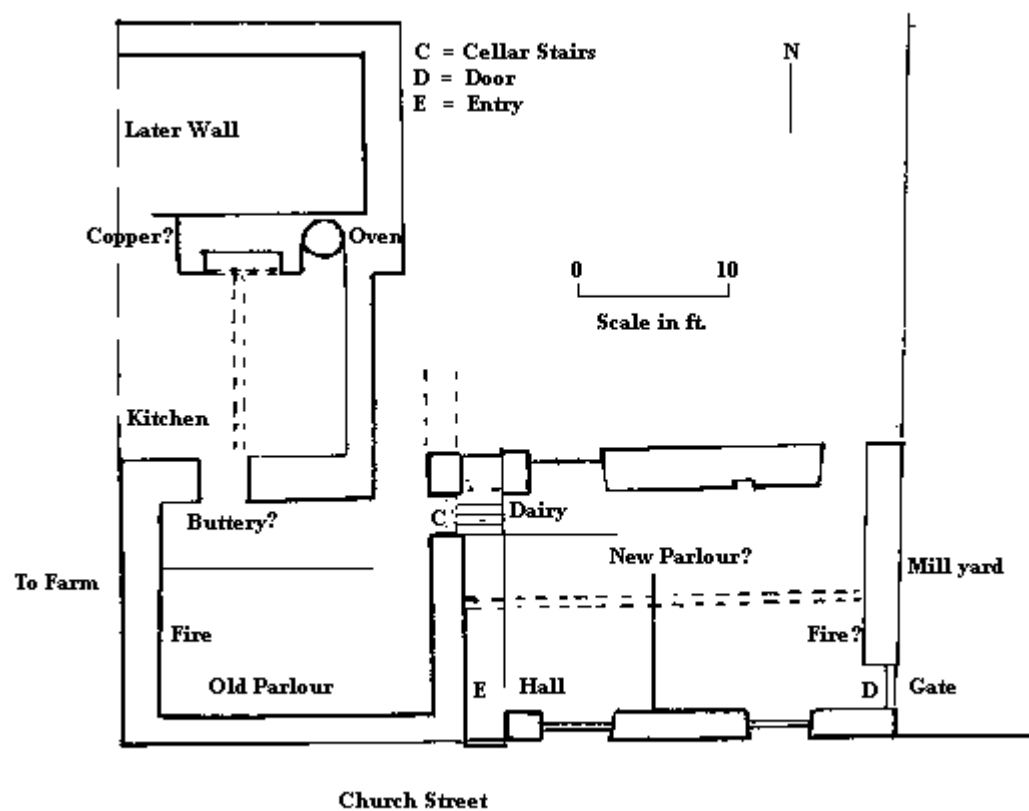 C = Cellar Stairs
D = Door
E = Entry
N
Later Wall
Copper?
Oven
0 10
Scale in ft.
Kitchen
Buttery?
C
Dairy
New Parlour?
To Farm
Mill yard
Fire
Fire?
Old Parlour
E
Hall
D
Gate
Church Street